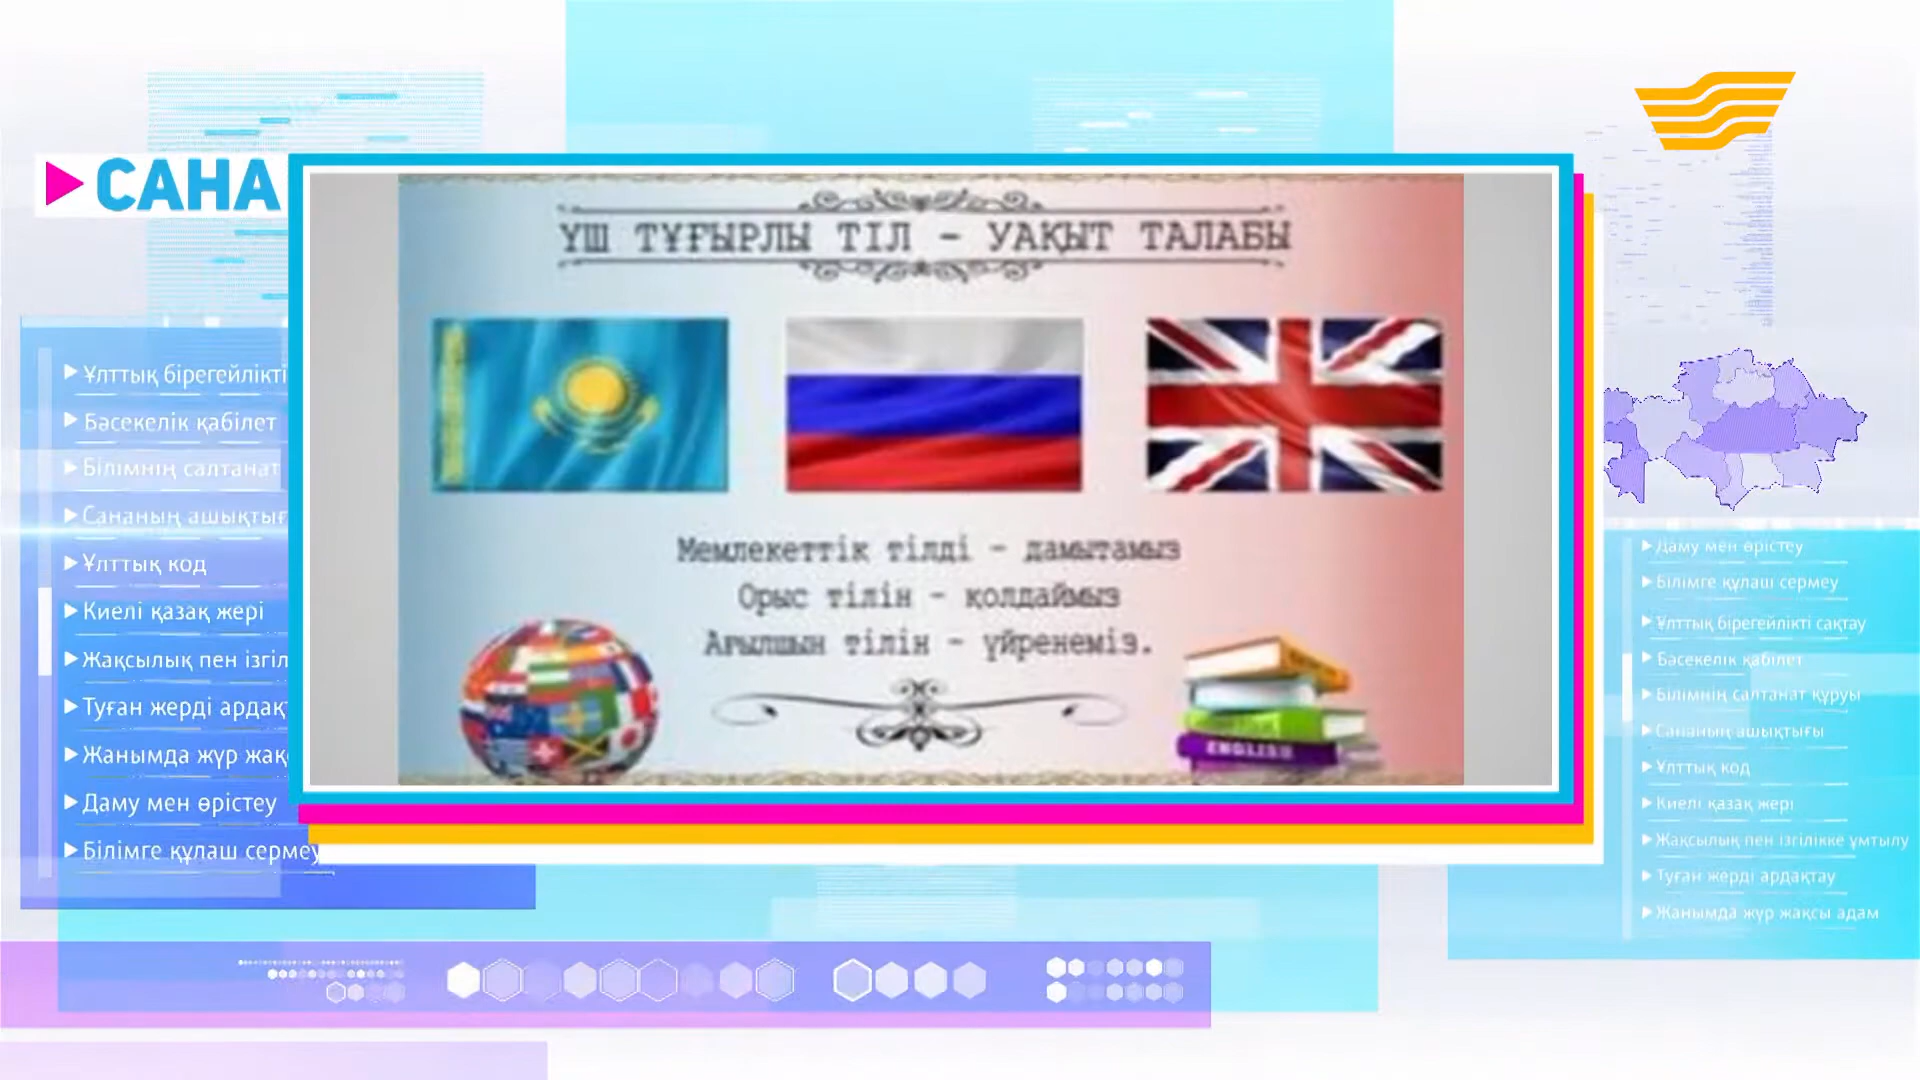 САНА
ҮШ ТҰҒЫРЛЫ ТІЛ - УАҚЫТ ТАЛАБЫ
Мемлекеттік тілді - дамытамыз
Орыс тілін - қолдаймыз
Ағылшын тілін - үйренеміз.
ENGLISH
Ұлттық бірегейлікті
Бәсекелік қабілет
Білімнің салтанат
Сананың ашықтығ
Ұлттық код
Киелі қазақ жері
Жақсылық пен ізгіл
Туған жерді ардақ
Жанымда жүр жақ
Даму мен өрістеу
Білімге құлаш сермеу
Даму мен өрістеу
Білімге құлаш сермеу
Ұлттық бірегейлікті сақтау
Бәсекелік қабілет
Білімнің салтанат құруы
Сананың ашықтығы
Ұлттық код
Киелі қазақ жері
Жақсылық пен ізгілікке ұмтылу
Туған жерді ардақтау
Жанымда жүр жақсы адам